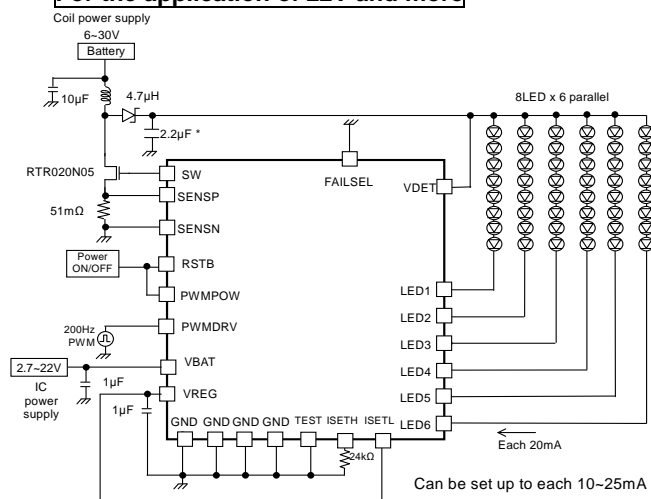 For the application of 22V and more
Coil power supply
6~30V
Battery
10µF
4.7µH
8LED x 6 parallel
2.2µF *
RTR020N05
SW
FAILSEL
VDET
SENSP
51mΩ
SENSN
Power
ON/OFF
RSTB
PWMPOW
LED1
LED2
200Hz
PWM
PWMDRV
LED3
2.7~22V
VBAT
LED4
IC
power
supply
1µF
VREG
LED5
1µF
GND GND GND GND TEST ISETH ISETL
LED6
24kΩ
Each 20mA
Can be set up to each 10~25mA